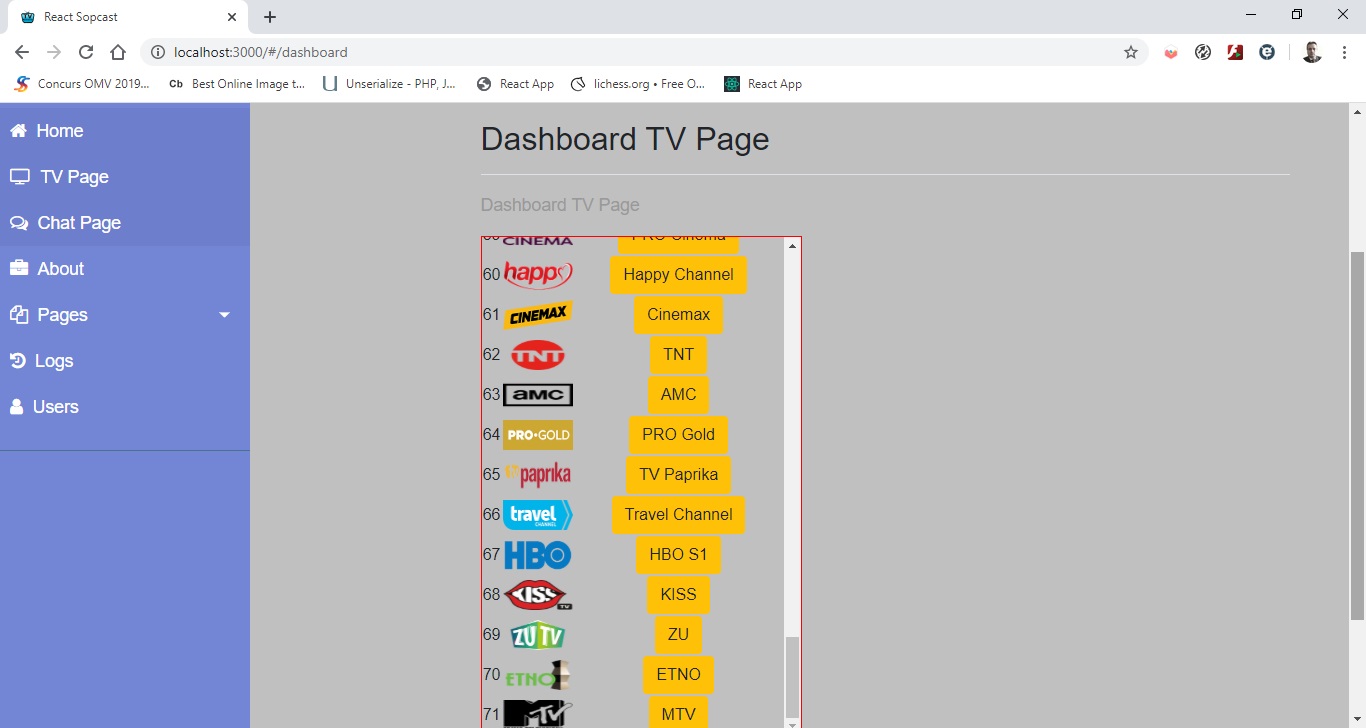 React Sopcast
localhost:3000/#/dashboard
Concurs OMV 2019... Cb Best Online Image t... Unserialize - PHP, J... React App lichess.org • Free O... React App
Home
TV Page
Chat Page
About
Pages
Logs
Users
Dashboard TV Page
Dashboard TV Page
CINEMA PRO Cinema
60 happy Happy Channel
61 CINEMAX Cinemax
62 TNT TNT
63 amc AMC
64 PRO•GOLD PRO Gold
65 paprika TV Paprika
66 travel CHANNEL Travel Channel
67 HBO HBO S1
68 KISS TV KISS
69 ZU TV ZU
70 ETNO ETNO
71 MTV MTV